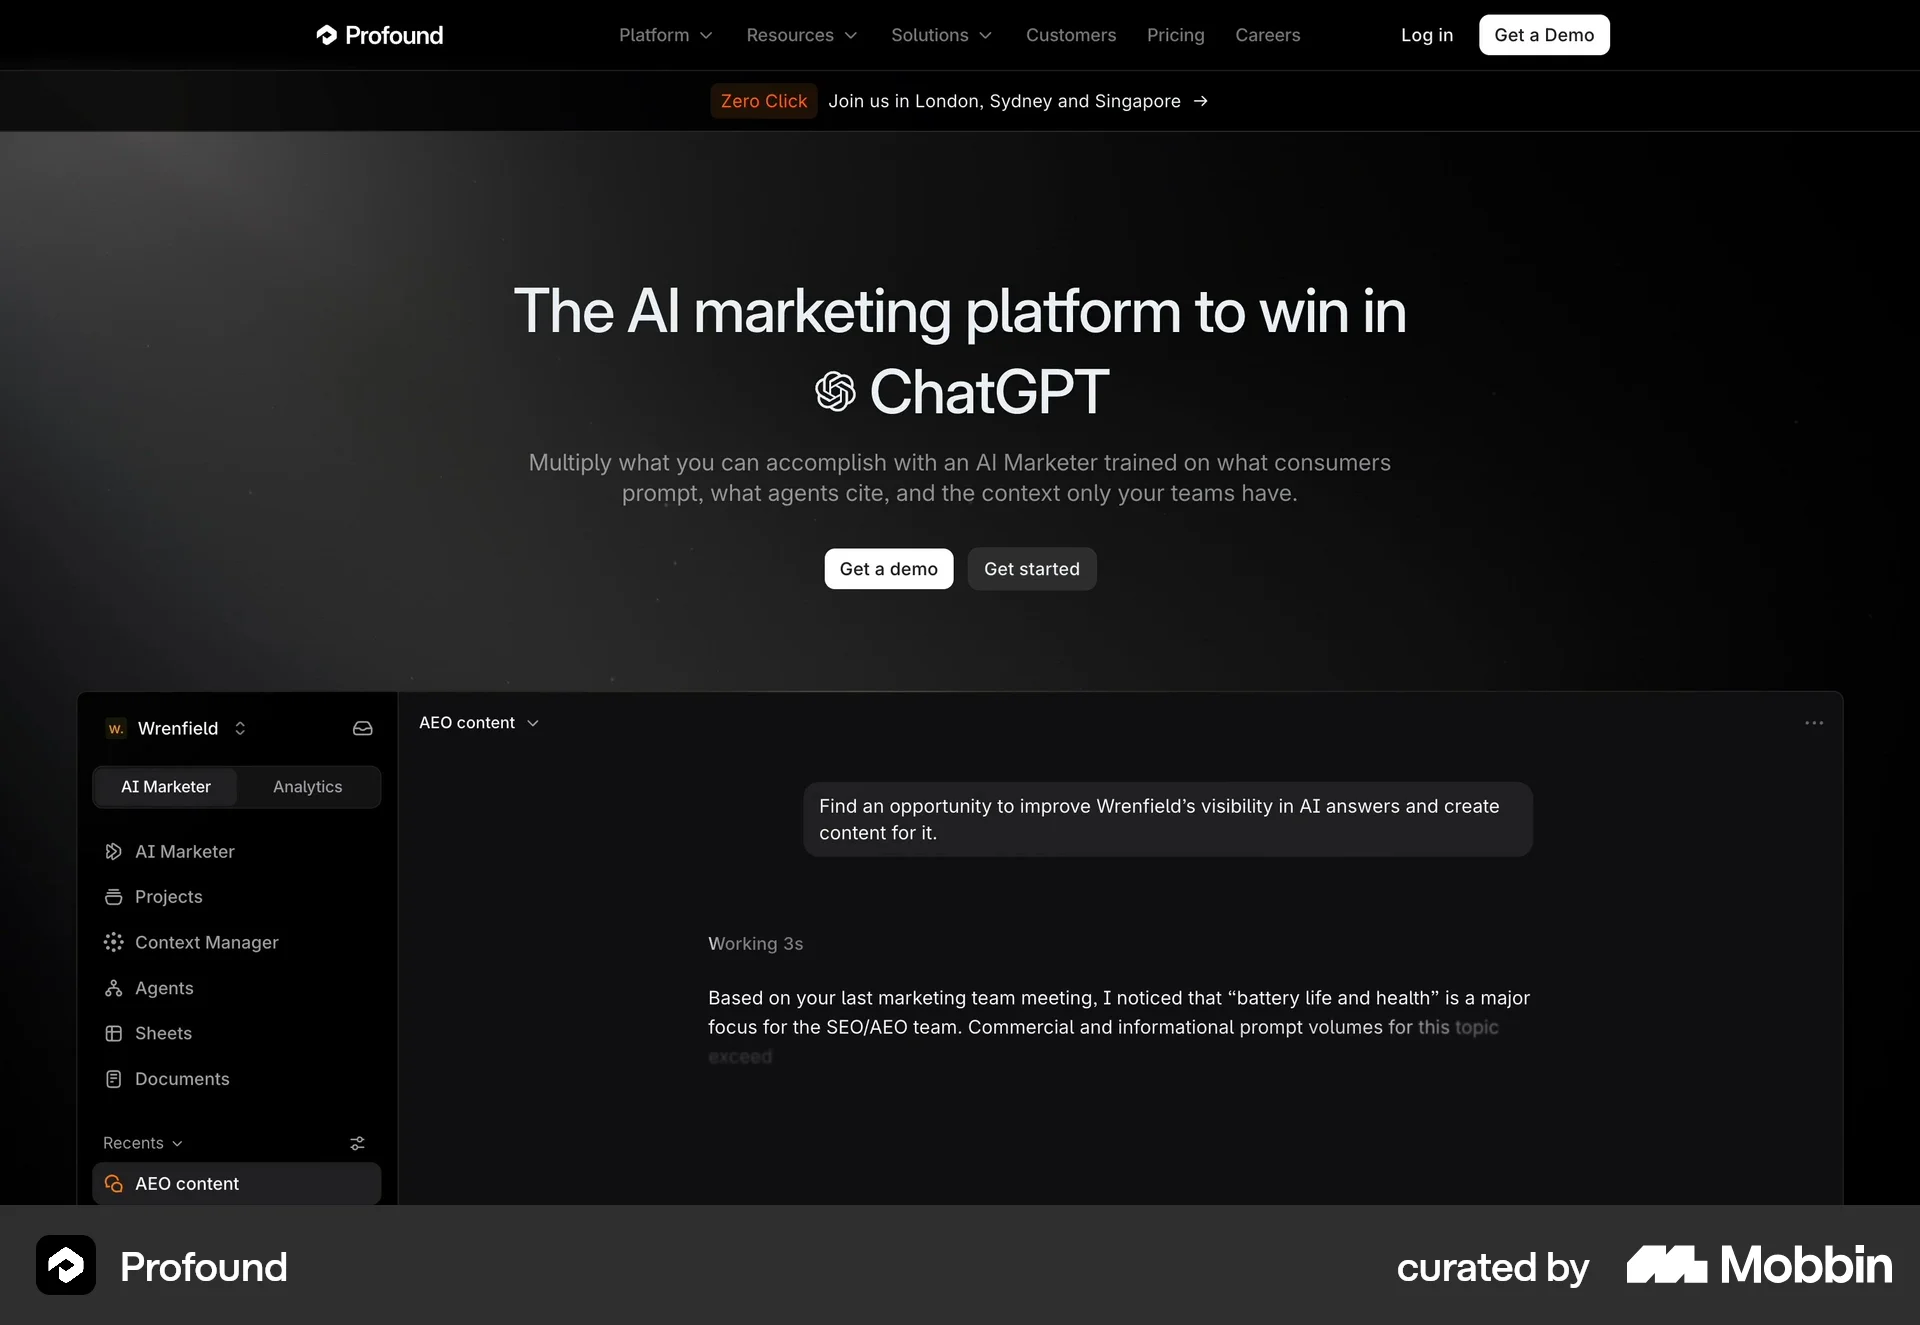 Profound
Platform
Resources
Solutions
Customers
Pricing
Careers
Log in
Get a Demo
Zero Click
Join us in London, Sydney and Singapore →
The AI marketing platform to win in
ChatGPT
Multiply what you can accomplish with an AI Marketer trained on what consumers
prompt, what agents cite, and the context only your teams have.
Get a demo
Get started
w.
Wrenfield
AI Marketer
Analytics
AI Marketer
Projects
Context Manager
Agents
Sheets
Documents
Recents
AEO content
AEO content
Find an opportunity to improve Wrenfield’s visibility in AI answers and create
content for it.
Working 3s
Based on your last marketing team meeting, I noticed that “battery life and health” is a major
focus for the SEO/AEO team. Commercial and informational prompt volumes for this topic
exceed
Profound
curated by
Mobbin